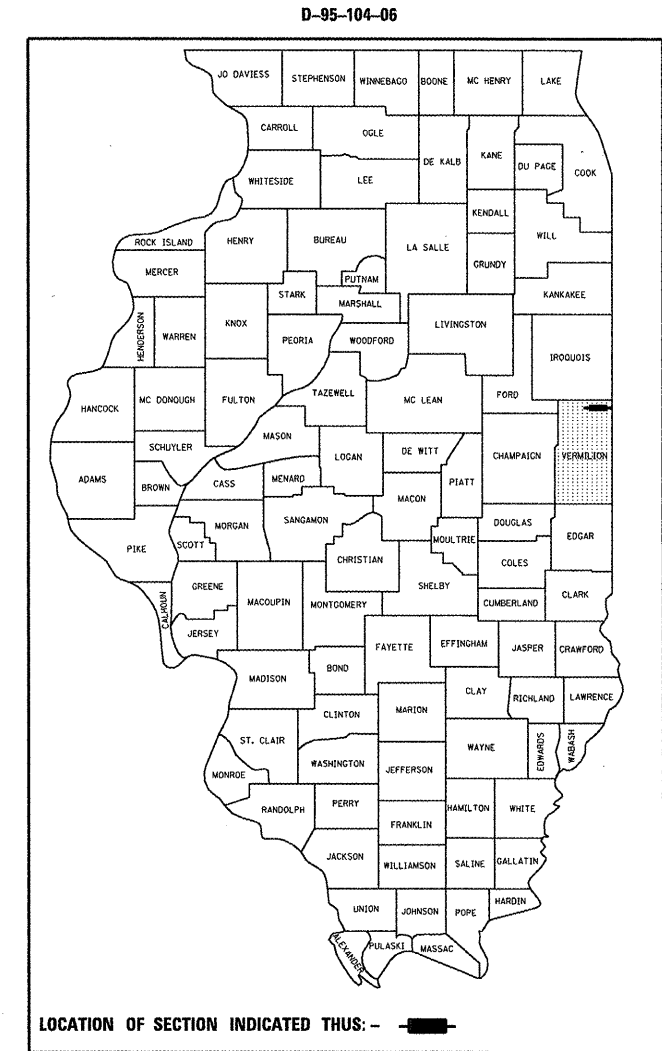 D-95-104-06
JO DAVIESS
STEPHENSON
WINNEBAGO
BOONE
MC HENRY
LAKE
CARROLL
OGLE
DE KALB
KANE
DU PAGE
COOK
WHITESIDE
LEE
KENDALL
WILL
ROCK ISLAND
HENRY
BUREAU
LA SALLE
GRUNDY
MERCER
PUTNAM
KANKAKEE
STARK
MARSHALL
HENDERSON
WARREN
KNOX
PEORIA
WOODFORD
LIVINGSTON
IROQUOIS
HANCOCK
MC DONOUGH
FULTON
TAZEWELL
MC LEAN
FORD
SCHUYLER
MASON
LOGAN
DE WITT
CHAMPAIGN
VERMILION
ADAMS
BROWN
CASS
MENARD
MACON
PIATT
PIKE
SCOTT
MORGAN
SANGAMON
CHRISTIAN
MOULTRIE
DOUGLAS
EDGAR
COLES
CALHOUN
GREENE
MACOUPIN
MONTGOMERY
SHELBY
CUMBERLAND
CLARK
JERSEY
FAYETTE
EFFINGHAM
JASPER
CRAWFORD
MADISON
BOND
CLAY
RICHLAND
LAWRENCE
CLINTON
MARION
ST. CLAIR
WAYNE
EDWARDS
WABASH
WASHINGTON
JEFFERSON
MONROE
RANDOLPH
PERRY
HAMILTON
WHITE
FRANKLIN
JACKSON
WILLIAMSON
SALINE
GALLATIN
UNION
JOHNSON
POPE
HARDIN
ALEXANDER
PULASKI
MASSAC
LOCATION OF SECTION INDICATED THUS: -